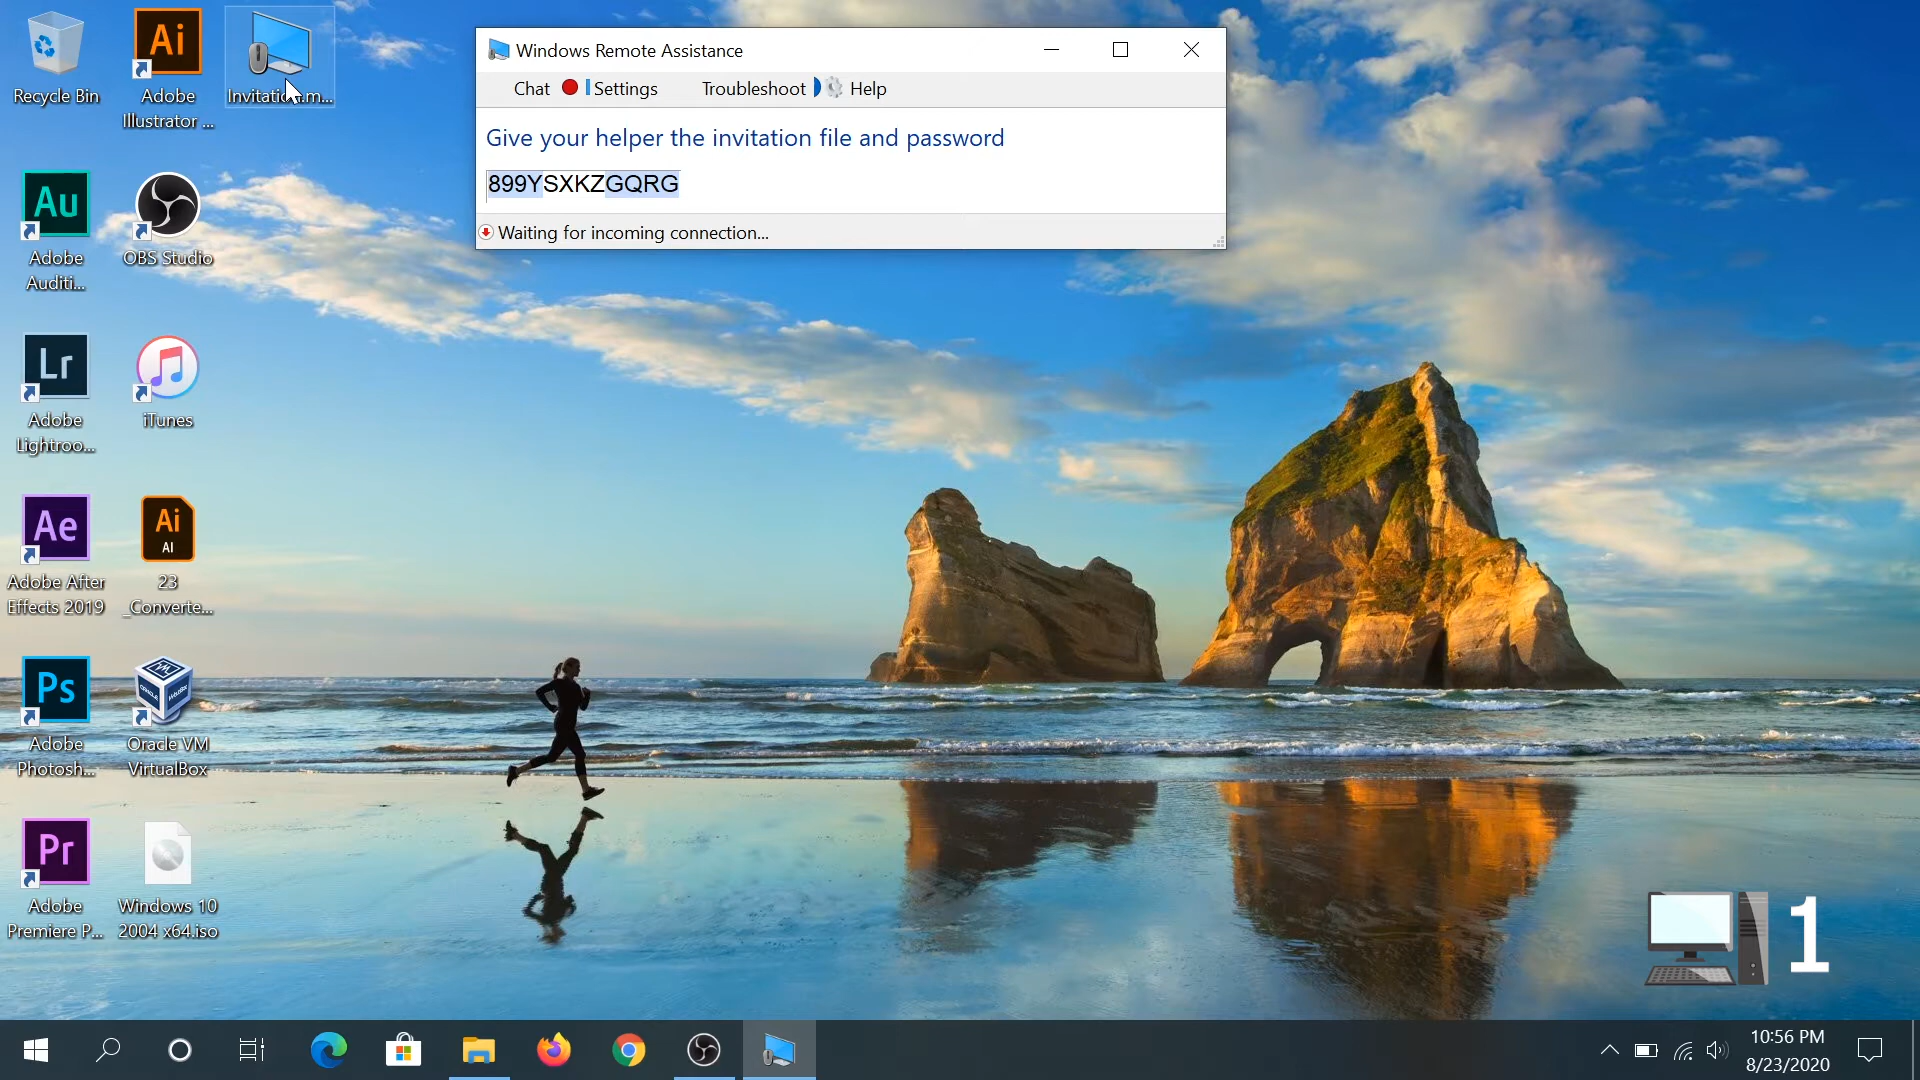 Windows Remote Assistance
Chat Settings Troubleshoot Help
Give your helper the invitation file and password
899YSXKZGQRG
Waiting for incoming connection...
Recycle Bin
Ai
Adobe
Illustrator ...
Au
Adobe
Auditi...
OBS Studio
Lr
Adobe
Lightroo...
iTunes
Ae
Adobe After
Effects 2019
Ai
AI
23
_Converte...
Ps
Adobe
Photosh...
Oracle VM
VirtualBox
Pr
Adobe
Premiere P...
Windows 10
2004 x64.iso
1
10:56 PM
8/23/2020